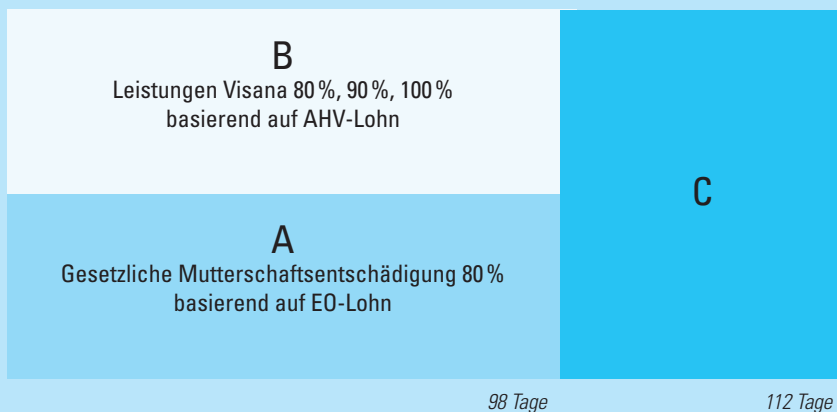 B
Leistungen Visana 80 %, 90 %, 100 %
basierend auf AHV-Lohn
C
A
Gesetzliche Mutterschaftsentschädigung 80 %
basierend auf EO-Lohn
98 Tage
112 Tage